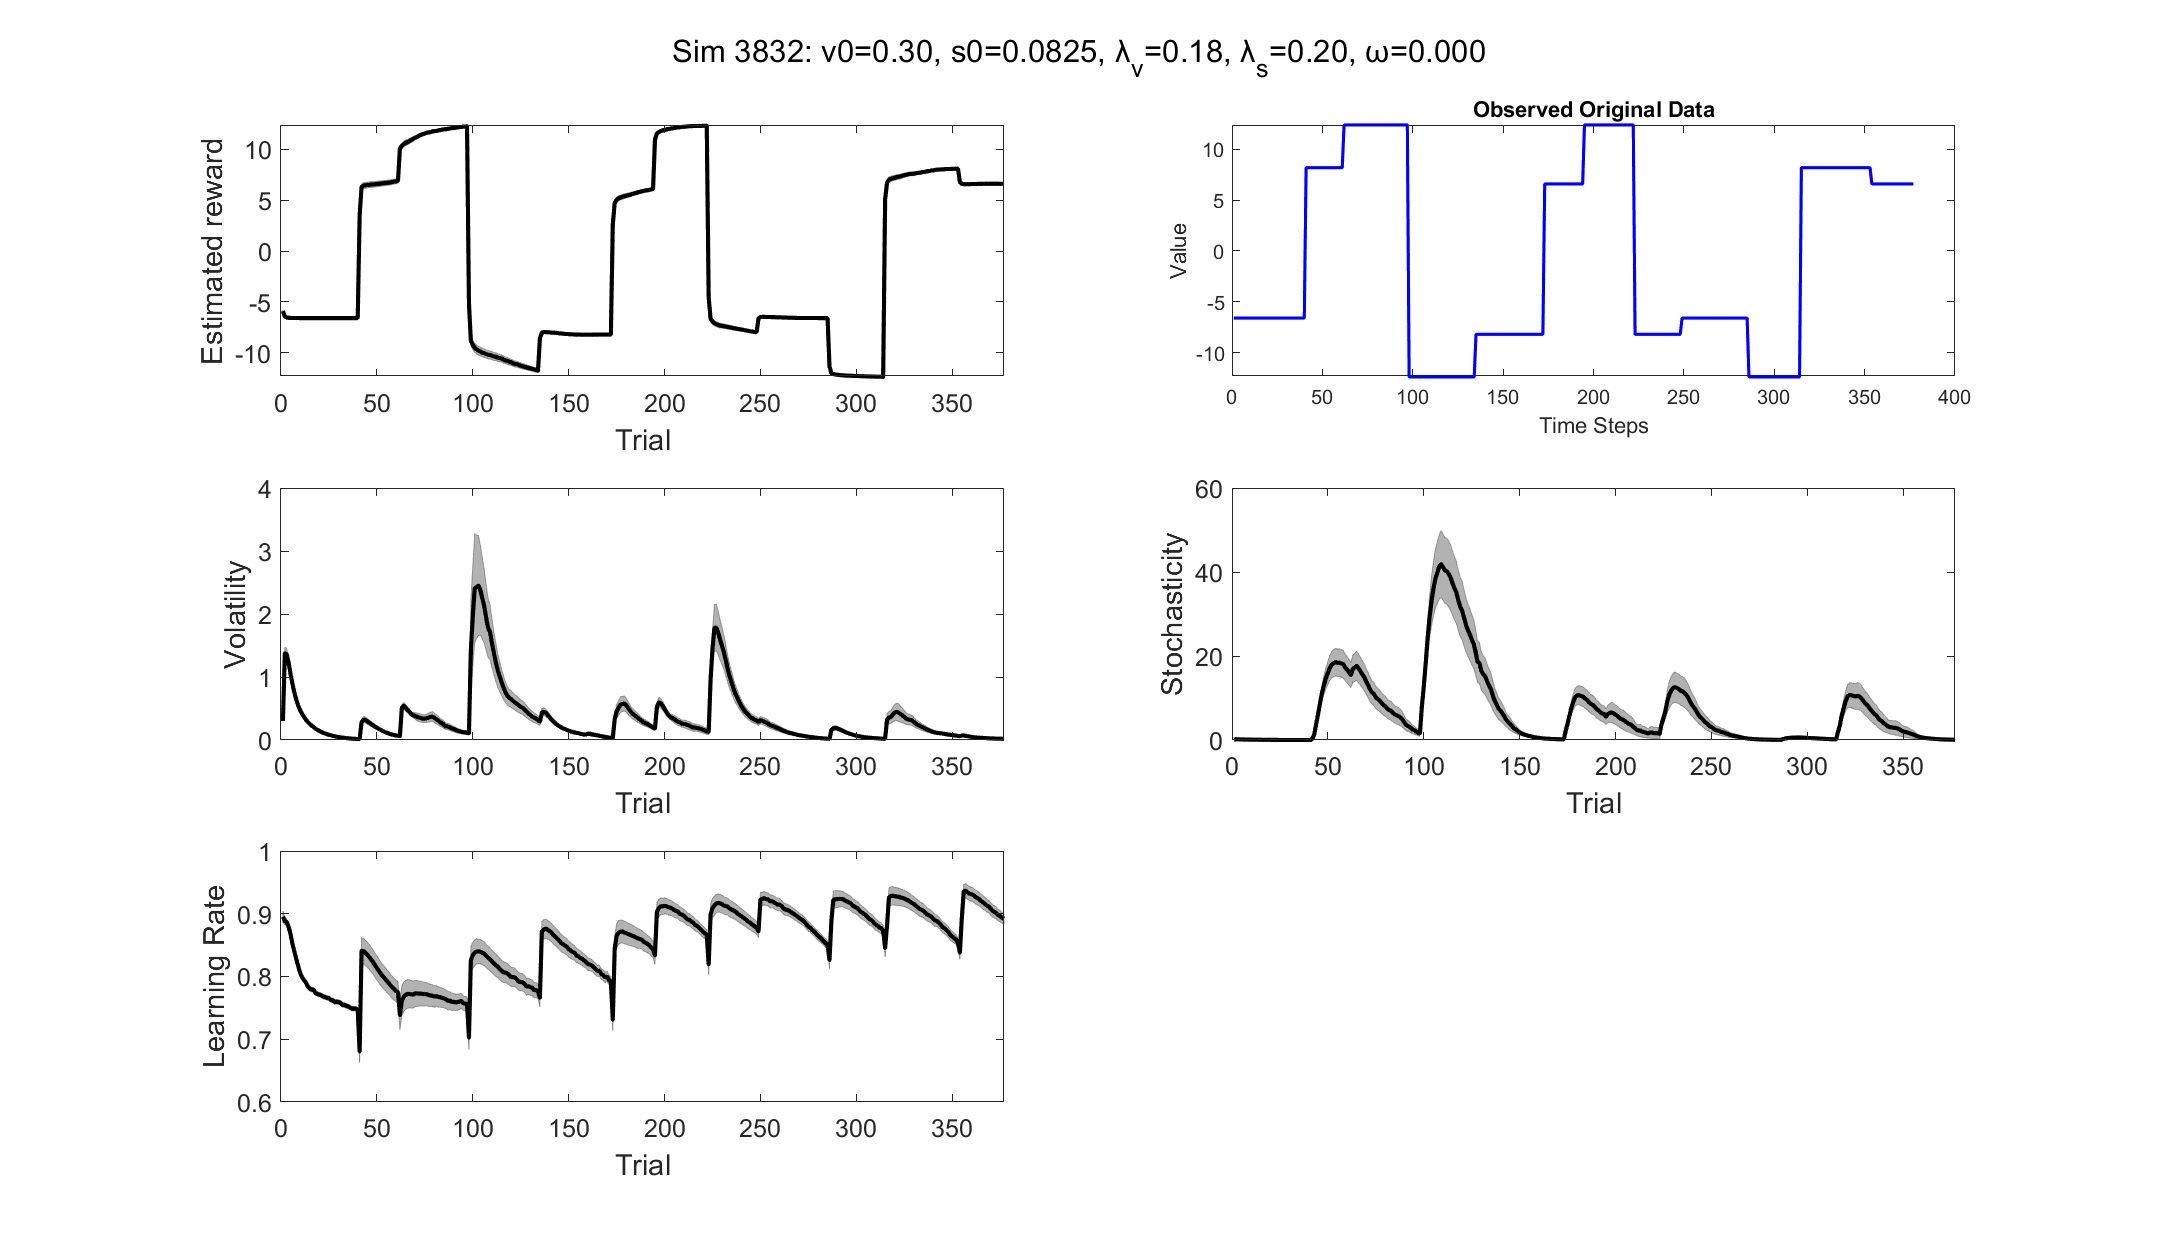 Sim 3832: v0=0.30, s0=0.0825, λv=0.18, λs=0.20, ω=0.000
Estimated reward
10
5
0
-5
-10
0 50 100 150 200 250 300 350
Trial
Observed Original Data
Value
10
5
0
-5
-10
0 50 100 150 200 250 300 350 400
Time Steps
Volatility
4
3
2
1
0
0 50 100 150 200 250 300 350
Trial
Stochasticity
60
40
20
0
0 50 100 150 200 250 300 350
Trial
Learning Rate
1
0.9
0.8
0.7
0.6
0 50 100 150 200 250 300 350
Trial